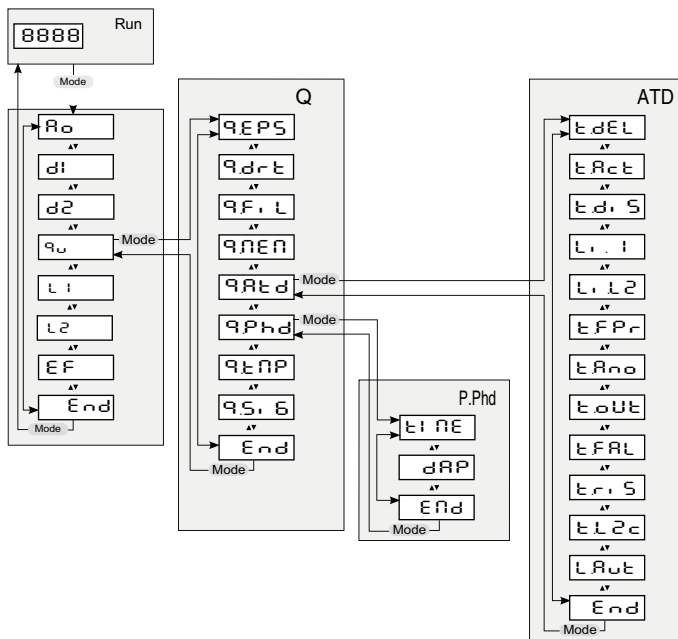 Run
8888
Mode
Ao
d1
d2
qu
Mode
L1
L2
EF
End
Mode
Q
q.EPS
q.drt
q.FiL
q.MEM
q.Atd
Mode
q.Phd
Mode
q.tMP
q.Si6
End
Mode
P.Phd
tIME
dAP
EMd
Mode
ATD
t.dEL
t.Act
t.diS
Li.1
Li.L2
t.FPr
t.Ano
t.oUt
t.FAL
t.riS
t.L2c
L.Aut
End
Mode